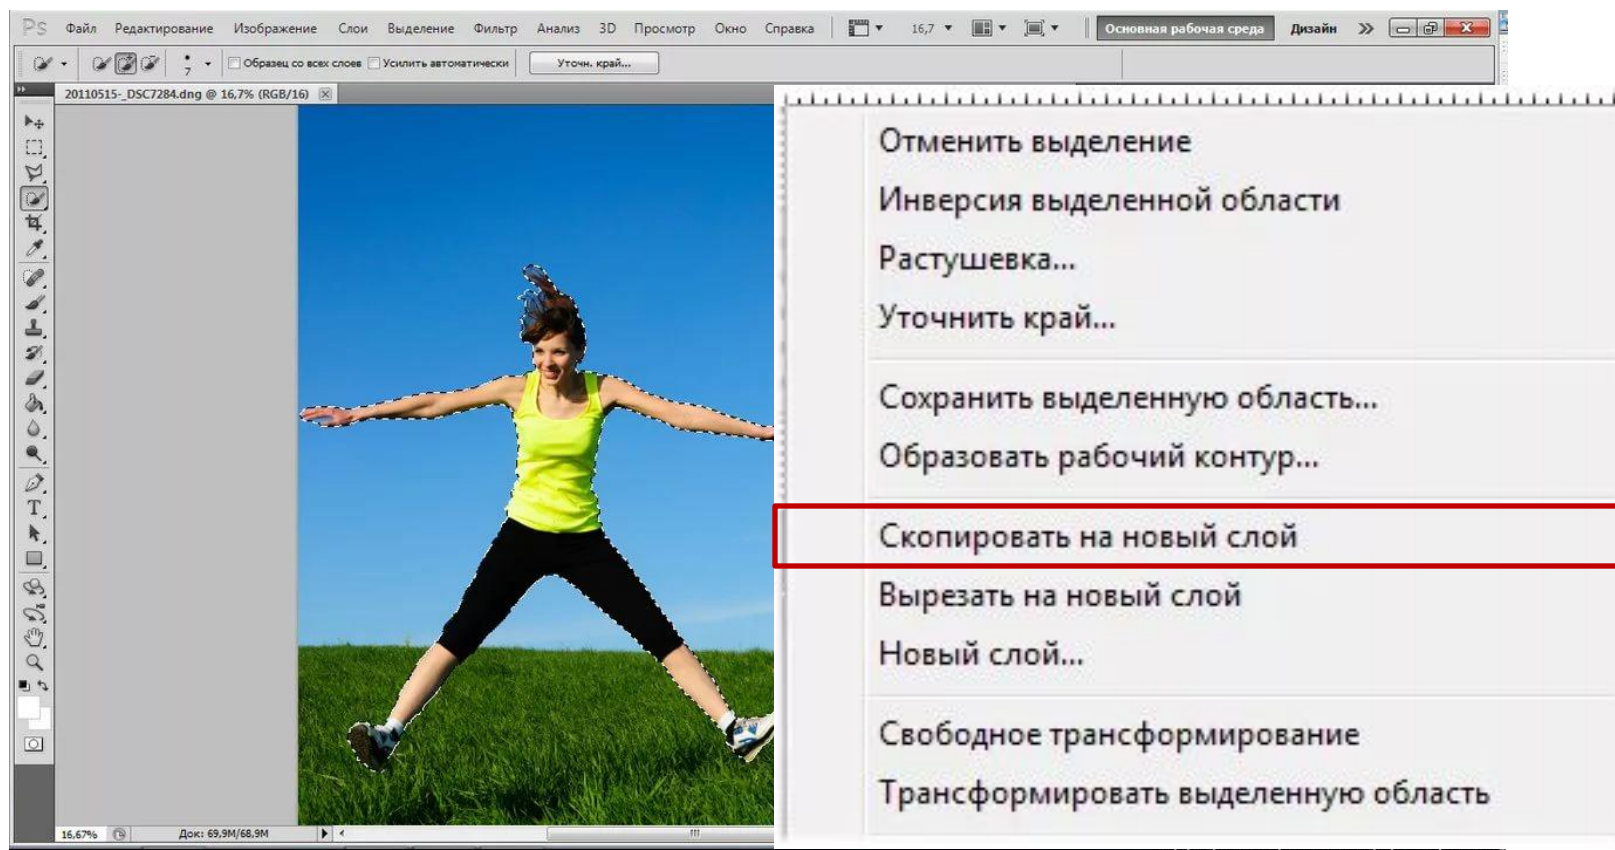 PS Файл Редактирование Изображение Слои Выделение Фильтр Анализ 3D Просмотр Окно Справка 16,7 Основная рабочая среда Дизайн
7 Образец со всех слоев Усилить автоматически Уточн. край...
20110515-_DSC7284.dng @ 16,7% (RGB/16)
Отменить выделение
Инверсия выделенной области
Растушевка...
Уточнить край...
Сохранить выделенную область...
Образовать рабочий контур...
Скопировать на новый слой
Вырезать на новый слой
Новый слой...
Свободное трансформирование
Трансформировать выделенную область
16,67% Док: 69,9M/68,9M